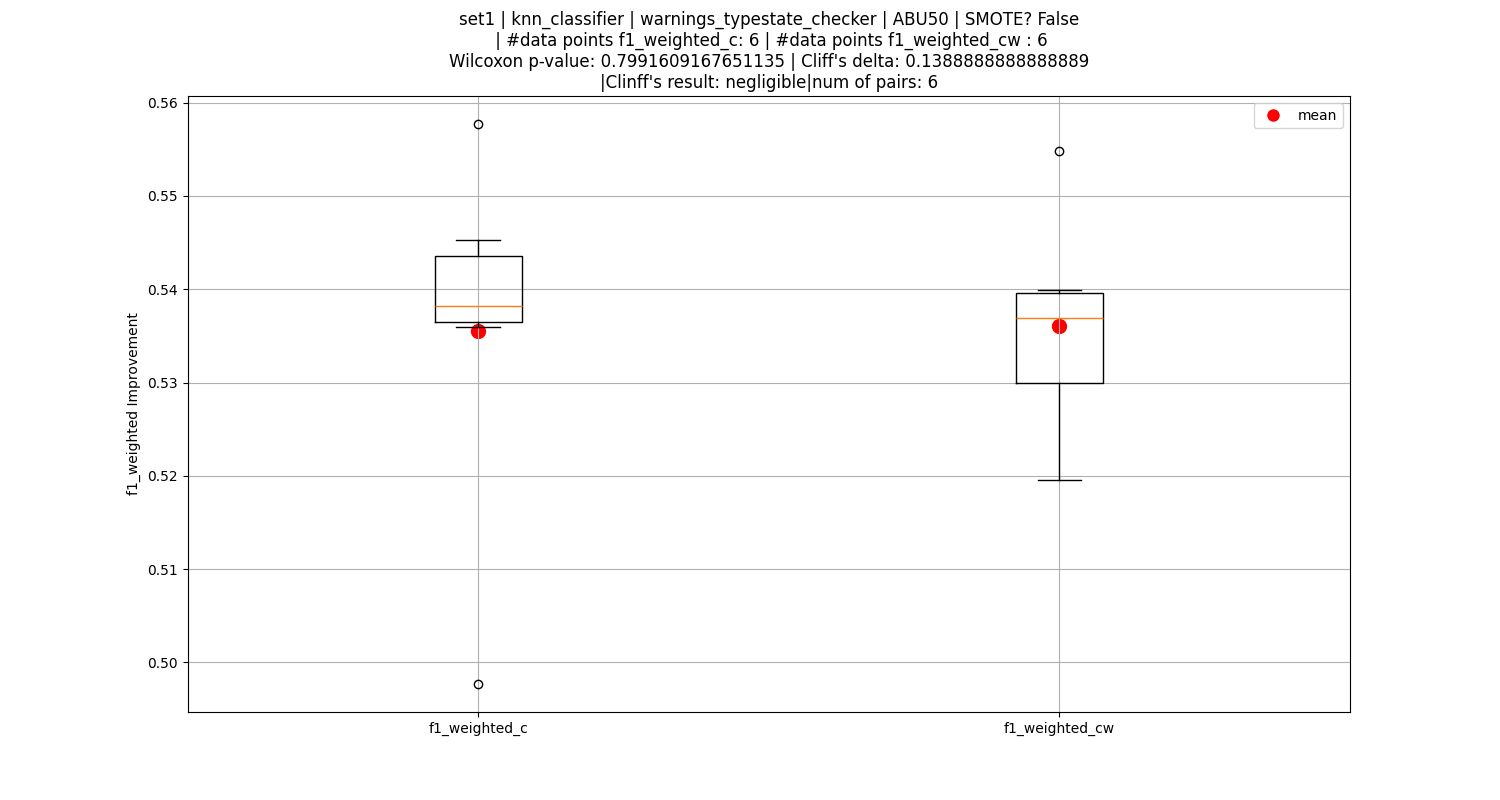 set1 | knn_classifier | warnings_typestate_checker | ABU50 | SMOTE? False
| #data points f1_weighted_c: 6 | #data points f1_weighted_cw : 6
Wilcoxon p-value: 0.7991609167651135 | Cliff's delta: 0.1388888888888889
|Clinff's result: negligible|num of pairs: 6
mean
f1_weighted Improvement
0.56
0.55
0.54
0.53
0.52
0.51
0.50
f1_weighted_c
f1_weighted_cw